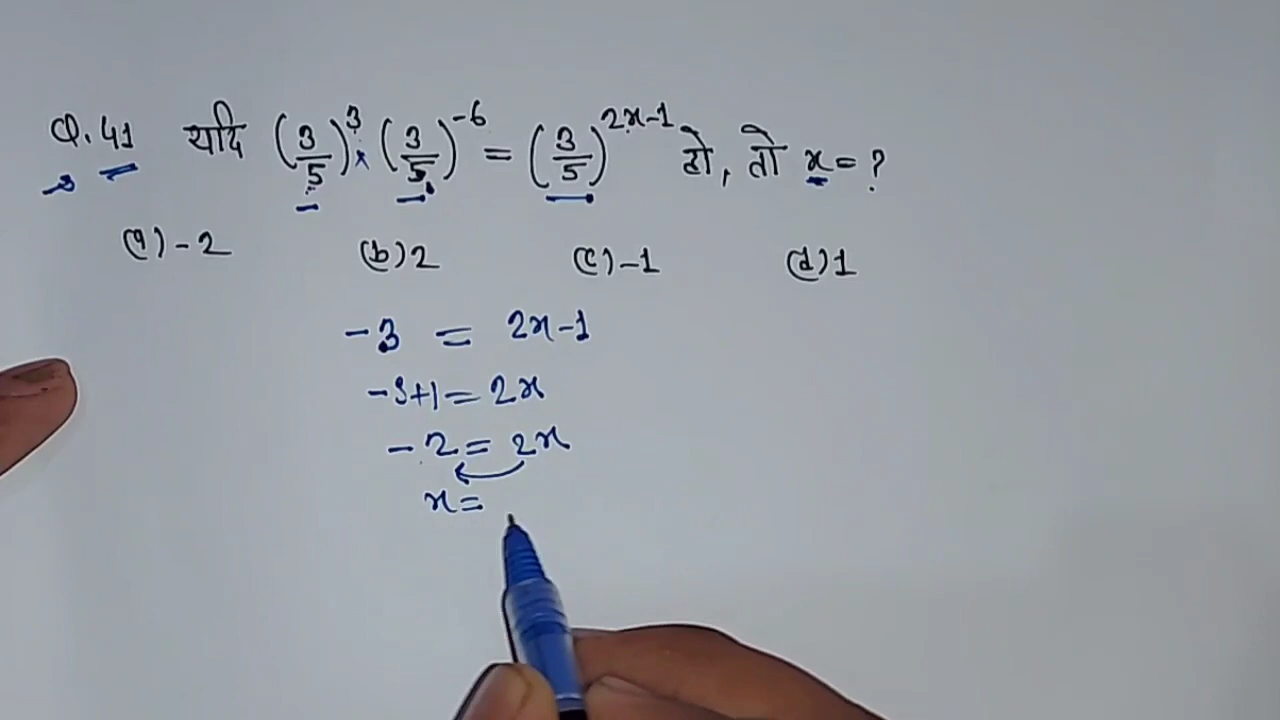 Q.41 यदि (3/5)^3 × (3/5)^-6 = (3/5)^2x-1 हो, तो x = ?
(a) -2 (b) 2 (c) -1 (d) 1
-3 = 2x-1
-3+1 = 2x
-2 = 2x
x =